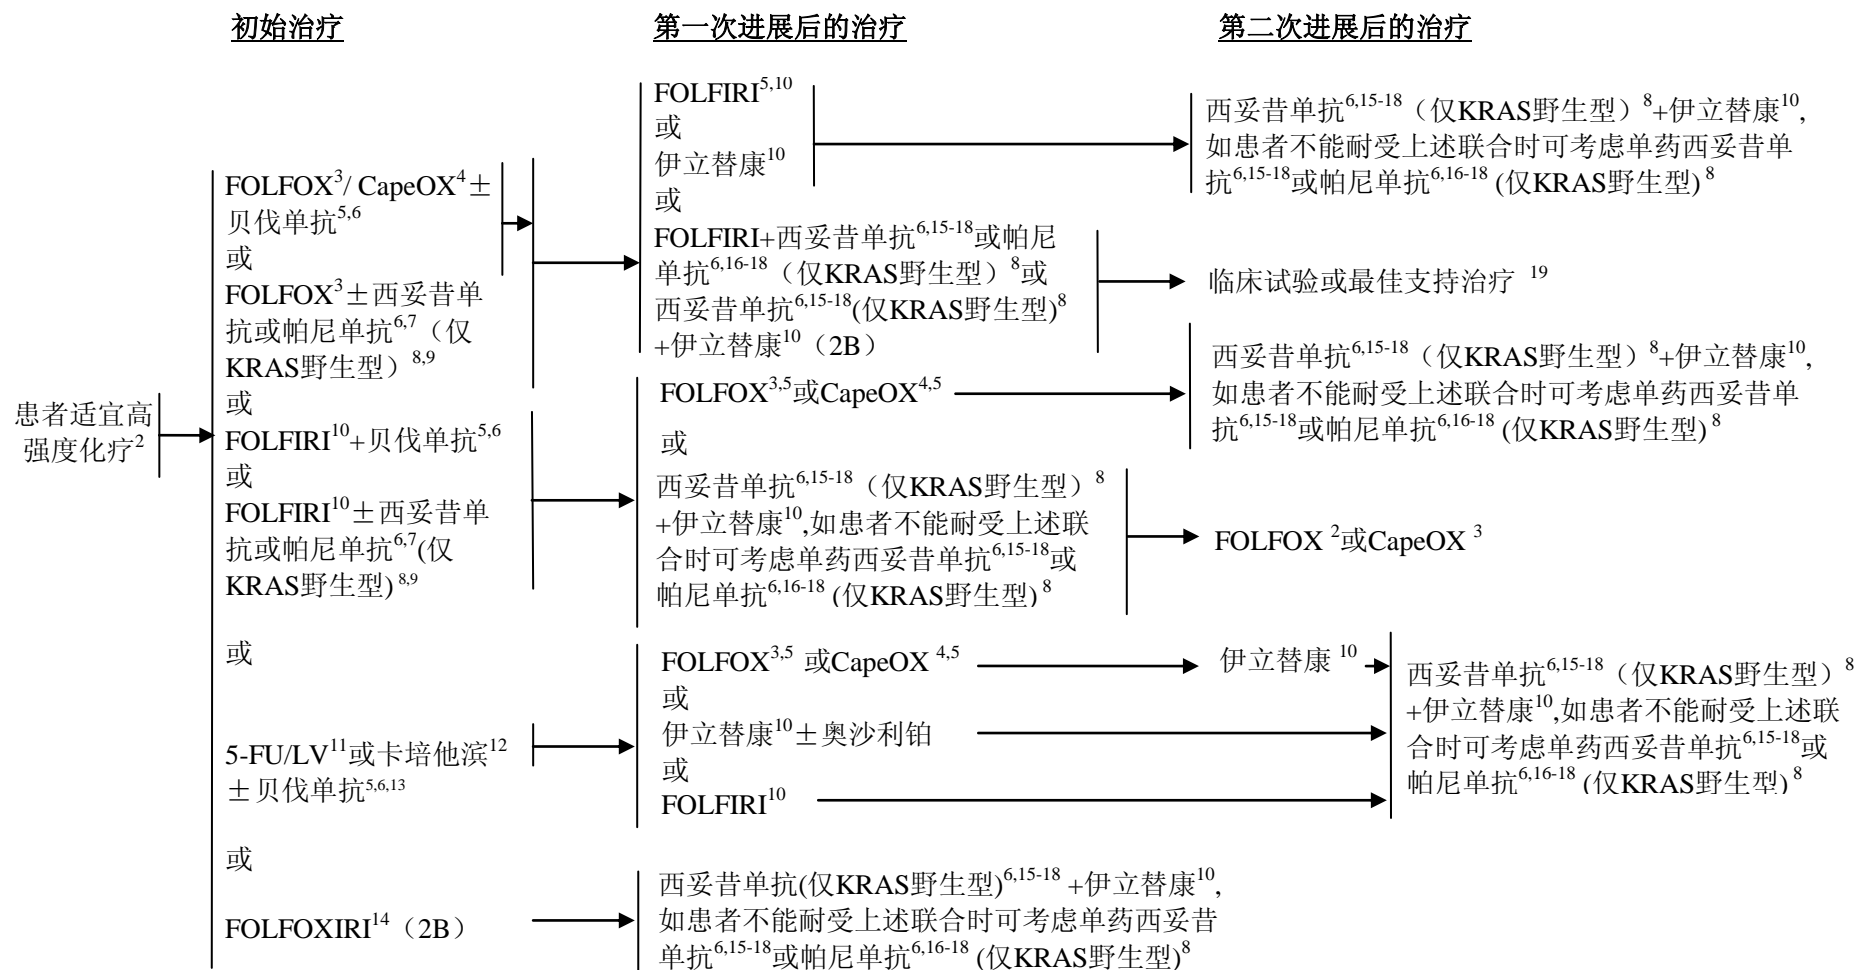 初始治疗
第一次进展后的治疗
第二次进展后的治疗
患者适宜高
强度化疗2
FOLFOX3/ CapeOX4±
贝伐单抗5,6
或
FOLFOX3±西妥昔单
抗或帕尼单抗6,7（仅
KRAS野生型）8,9
或
FOLFIRI10+贝伐单抗5,6
或
FOLFIRI10±西妥昔单
抗或帕尼单抗6,7(仅
KRAS野生型)8,9
或
5-FU/LV11或卡培他滨12
±贝伐单抗5,6,13
或
FOLFOXIRI14（2B）
FOLFIRI5,10
或
伊立替康10
或
FOLFIRI+西妥昔单抗6,15-18或帕尼
单抗6,16-18（仅KRAS野生型）8或
西妥昔单抗6,15-18(仅KRAS野生型)8
+伊立替康10（2B）
FOLFOX3,5或CapeOX4,5
或
西妥昔单抗6,15-18（仅KRAS野生型）8
+伊立替康10,如患者不能耐受上述联
合时可考虑单药西妥昔单抗6,15-18或
帕尼单抗6,16-18 (仅KRAS野生型)8
FOLFOX3,5 或CapeOX 4,5
或
伊立替康10±奥沙利铂
或
FOLFIRI10
西妥昔单抗(仅KRAS野生型)6,15-18 +伊立替康10,
如患者不能耐受上述联合时可考虑单药西妥昔
单抗6,15-18或帕尼单抗6,16-18 (仅KRAS野生型)8
西妥昔单抗6,15-18（仅KRAS野生型）8+伊立替康10,
如患者不能耐受上述联合时可考虑单药西妥昔单
抗6,15-18或帕尼单抗6,16-18 (仅KRAS野生型)8
临床试验或最佳支持治疗 19
西妥昔单抗6,15-18（仅KRAS野生型）8+伊立替康10,
如患者不能耐受上述联合时可考虑单药西妥昔单
抗6,15-18或帕尼单抗6,16-18 (仅KRAS野生型)8
FOLFOX 2或CapeOX 3
伊立替康 10
西妥昔单抗6,15-18（仅KRAS野生型）8
+伊立替康10,如患者不能耐受上述联
合时可考虑单药西妥昔单抗6,15-18或
帕尼单抗6,16-18 (仅KRAS野生型)8